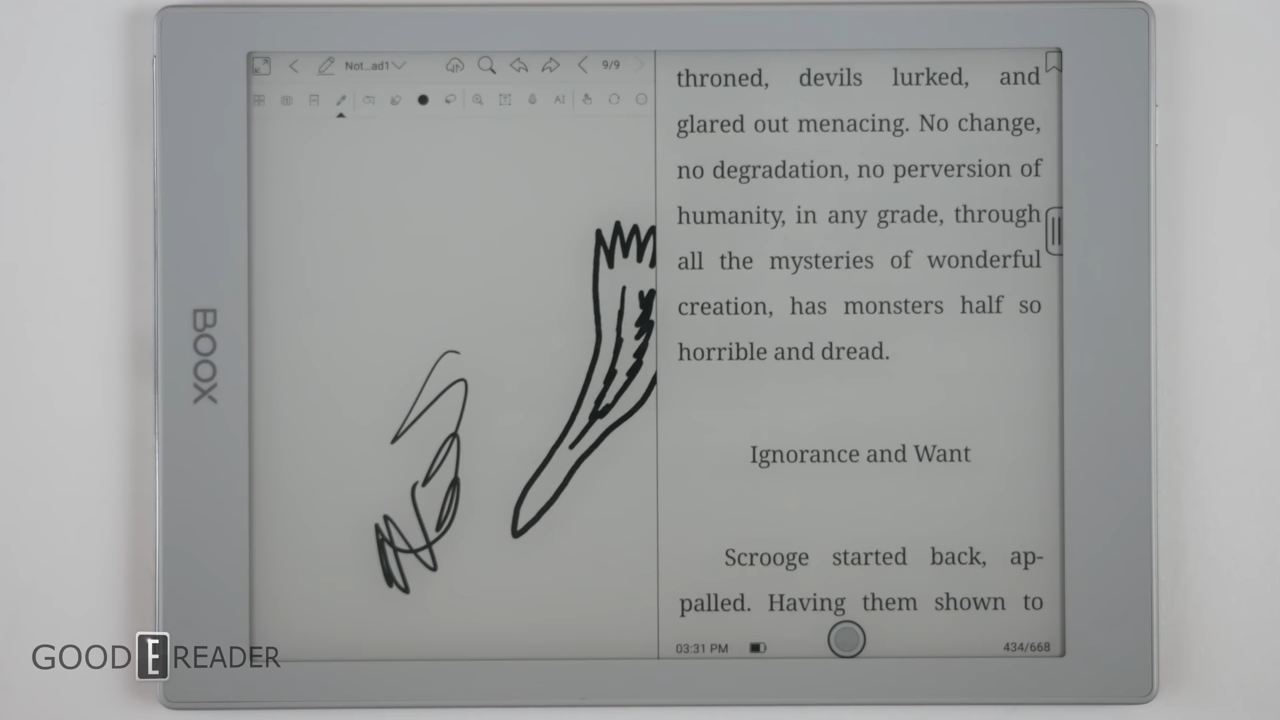 BOOX
Not...ad1
9/9
AI
throned, devils lurked, and
glared out menacing. No change,
no degradation, no perversion of
humanity, in any grade, through
all the mysteries of wonderful
creation, has monsters half so
horrible and dread.
Ignorance and Want
Scrooge started back, ap-
palled. Having them shown to
03:31 PM
434/668
GOOD E READER